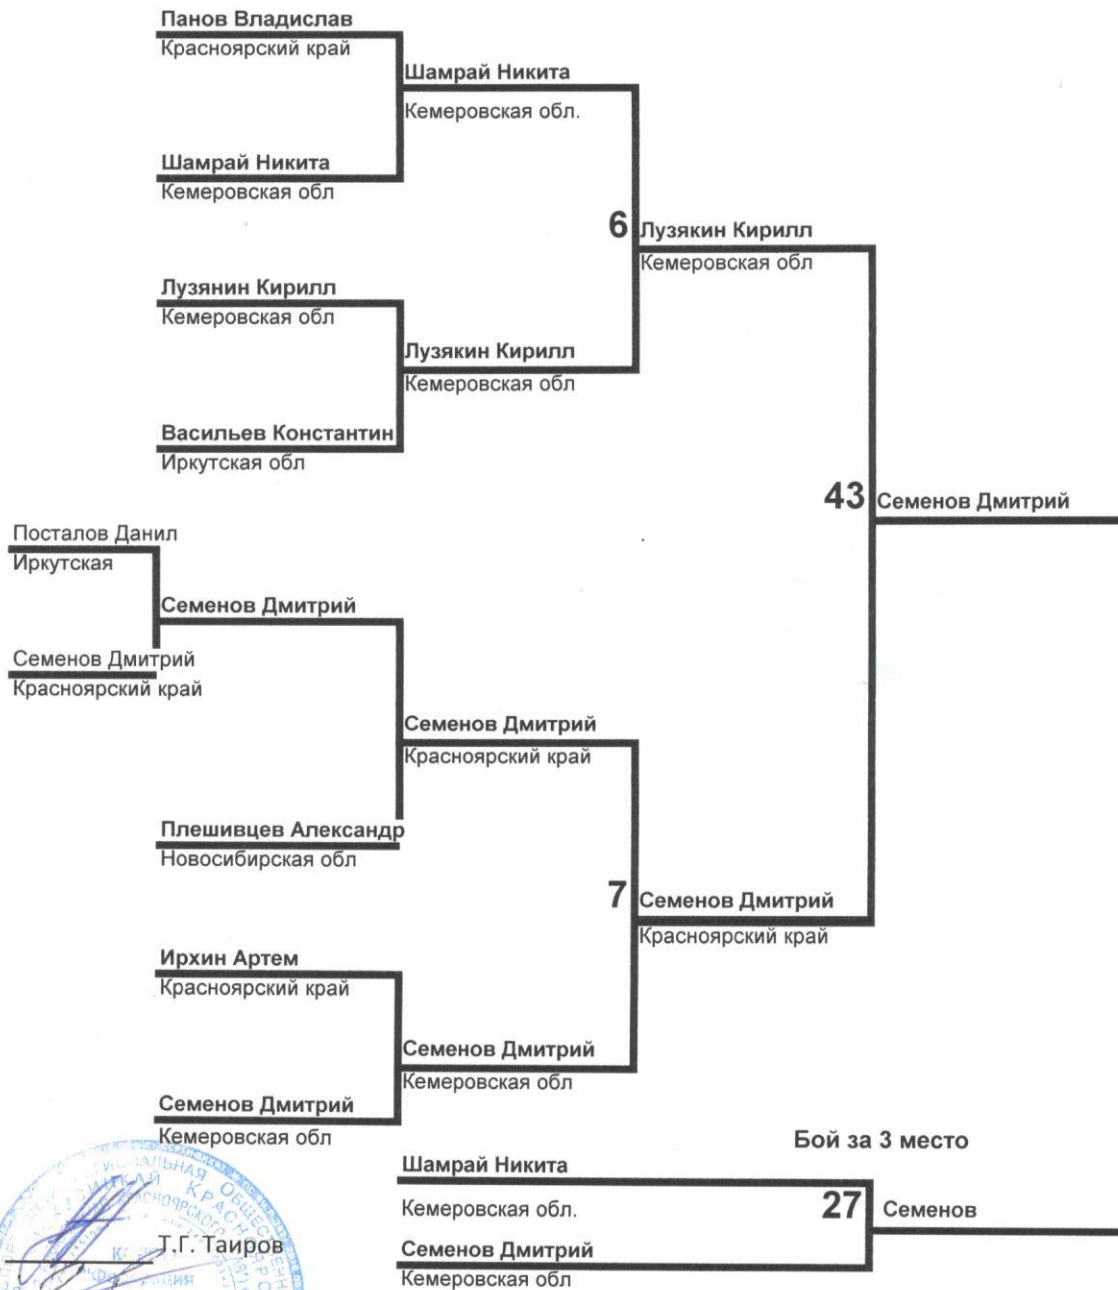 Панов Владислав
Красноярский край
Шамрай Никита
Кемеровская обл.
Шамрай Никита
Кемеровская обл
6
Лузякин Кирилл
Кемеровская обл
Лузянин Кирилл
Кемеровская обл
Лузякин Кирилл
Кемеровская обл
Васильев Константин
Иркутская обл
43
Семенов Дмитрий
Посталов Данил
Иркутская
Семенов Дмитрий
Семенов Дмитрий
Красноярский край
Семенов Дмитрий
Красноярский край
Плешивцев Александр
Новосибирская обл
7
Семенов Дмитрий
Красноярский край
Ирхин Артем
Красноярский край
Семенов Дмитрий
Кемеровская обл
Семенов Дмитрий
Кемеровская обл
Бой за 3 место
Шамрай Никита
Кемеровская обл.
27
Семенов
Семенов Дмитрий
Кемеровская обл
Т.Г. Таиров